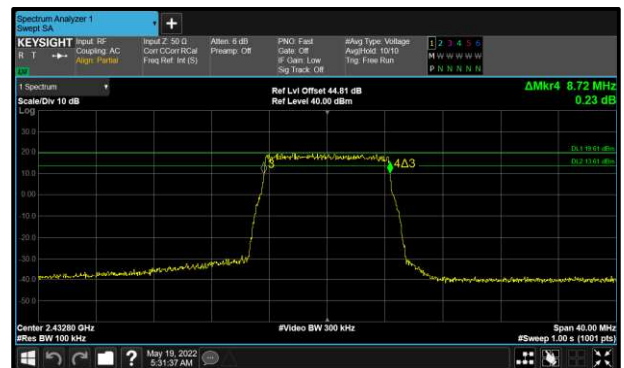 Spectrum Analyzer 1
Swept SA
+
KEYSIGHT
R T
Input: RF
Coupling: AC
Align: Partial
Input Z: 50 Ω
Corr CCorr RCal
Freq Ref: Int (S)
Atten: 6 dB
Preamp: Off
PNO: Fast
Gate: Off
IF Gain: Low
Sig Track: Off
#Avg Type: Voltage
Avg|Hold: 10/10
Trig: Free Run
1 2 3 4 5 6
M W W W W W
P N N N N N
1 Spectrum
Scale/Div 10 dB
Log
Ref Lvl Offset 44.81 dB
Ref Level 40.00 dBm
ΔMkr4 8.72 MHz
0.23 dB
30.0
20.0
10.0
0.00
-10.0
-20.0
-30.0
-40.0
-50.0
DL1 19.61 dBm
DL2 13.61 dBm
3
4Δ3
Center 2.43280 GHz
#Res BW 100 kHz
#Video BW 300 kHz
Span 40.00 MHz
#Sweep 1.00 s (1001 pts)
?
May 19, 2022
5:31:37 AM